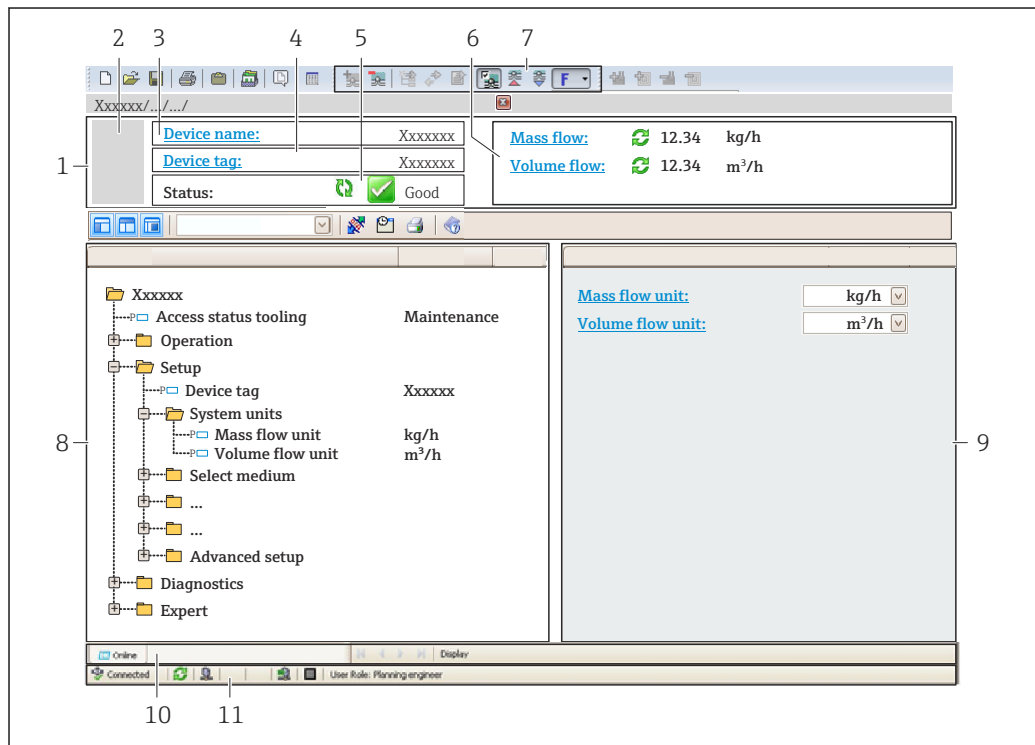 2 3 4 5 6 7
F
Xxxxxx/.../.../
1
Device name: Xxxxxxx
Device tag: Xxxxxxx
Status: Good
Mass flow: 12.34 kg/h
Volume flow: 12.34 m³/h
Xxxxxx
P Access status tooling Maintenance
Operation
Setup
P Device tag Xxxxxx
System units
P Mass flow unit kg/h
P Volume flow unit m³/h
Select medium
...
...
Advanced setup
Diagnostics
Expert
8
Mass flow unit: kg/h
Volume flow unit: m³/h
9
Online Display
Connected User Role: Planning engineer
10 11